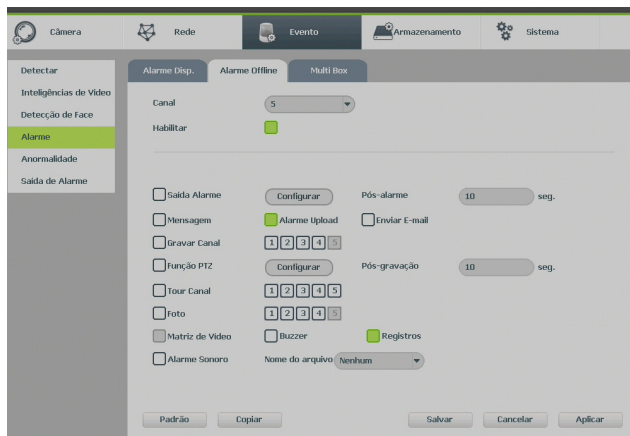 Câmera Rede Evento Armazenamento Sistema
Detectar
Inteligências de Vídeo
Detecção de Face
Alarme
Anormalidade
Saída de Alarme
Alarme Disp. Alarme Offline Multi Box
Canal 5
Habilitar
Saída Alarme Configurar Pós-alarme 10 seg.
Mensagem Alarme Upload Enviar E-mail
Gravar Canal 1 2 3 4 5
Função PTZ Configurar Pós-gravação 10 seg.
Tour Canal 1 2 3 4 5
Foto 1 2 3 4 5
Matriz de Vídeo Buzzer Registros
Alarme Sonoro Nome do arquivo Nenhum
Padrão Copiar Salvar Cancelar Aplicar